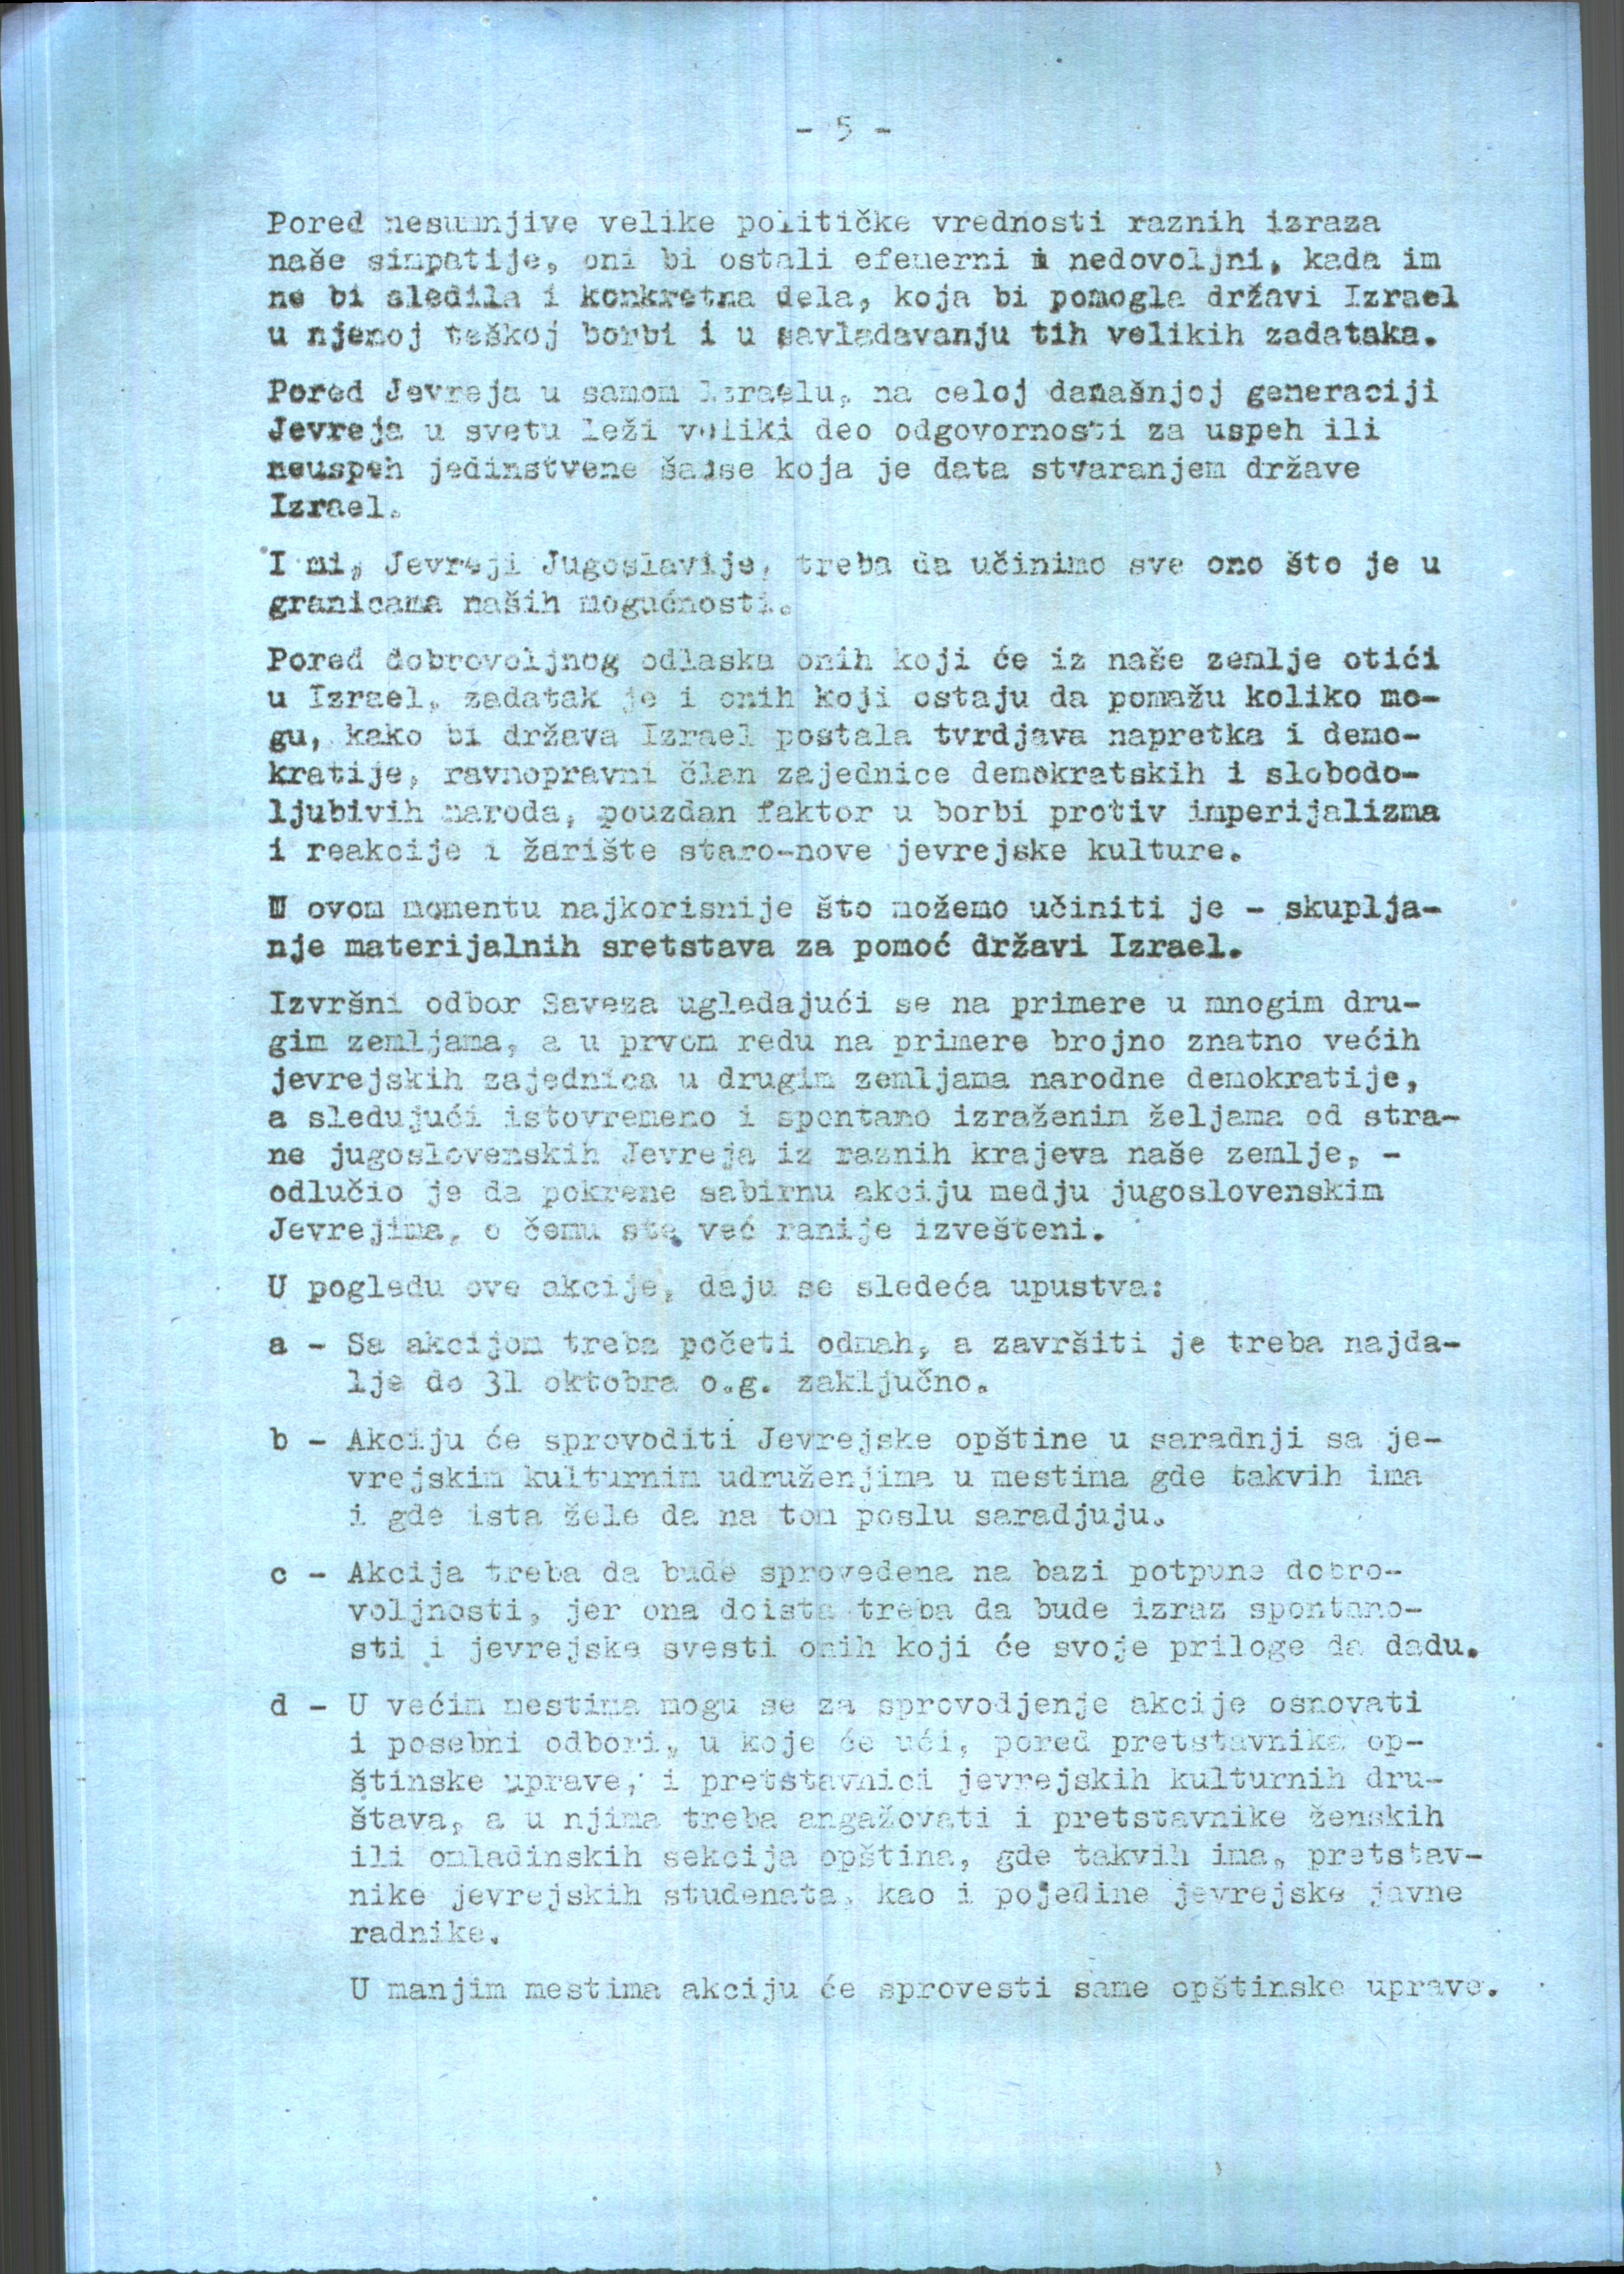 - 5 -
Pored nesumnjive velike političke vrednosti raznih izraza
naše simpatije, oni bi ostali efemerni i nedovoljni, kada im
ne bi sledila i konkretna dela, koja bi pomogla državi Izrael
u njenoj teškoj borbi i u savladavanju tih velikih zadataka.
Pored Jevreja u samom Izraelu, na celoj današnjoj generaciji
Jevreja u svetu leži veliki deo odgovornosti za uspeh ili
neuspeh jedinstvene šanse koja je data stvaranjem države
Izrael.
I mi, Jevreji Jugoslavije, treba da učinimo sve ono što je u
granicama naših mogućnosti.
Pored dobrovoljnog odlaska onih koji će iz naše zemlje otići
u Izrael, zadatak je i onih koji ostaju da pomažu koliko mo-
gu, kako bi država Izrael postala tvrdjava napretka i demo-
kratije, ravnopravni član zajednice demokratskih i slobodo-
ljubivih naroda, pouzdan faktor u borbi protiv imperijalizma
i reakcije i žarište staro-nove jevrejske kulture.
U ovom momentu najkorisnije što možemo učiniti je - skuplja-
nje materijalnih sretstava za pomoć državi Izrael.
Izvršni odbor Saveza ugledajući se na primere u mnogim dru-
gim zemljama, a u prvom redu na primere brojno znatno većih
jevrejskih zajednica u drugim zemljama narodne demokratije,
a sledujući istovremeno i spontano izraženim željama od stra-
ne jugoslovenskih Jevreja iz raznih krajeva naše zemlje, -
odlučio je da pokrene sabirnu akciju medju jugoslovenskim
Jevrejima, o čemu ste već ranije izvešteni.
U pogledu ove akcije, daju se sledeća upustva:
a - Sa akcijom treba početi odmah, a završiti je treba najda-
lje do 31 oktobra o.g. zaključno.
b - Akciju će sprovoditi Jevrejske opštine u saradnji sa je-
vrejskim kulturnim udruženjima u mestima gde takvih ima
i gde ista žele da na tom poslu saradjuju.
c - Akcija treba da bude sprovedena na bazi potpune dobro-
voljnosti, jer ona doista treba da bude izraz spontano-
sti i jevrejske svesti onih koji će svoje priloge da dadu.
d - U većim mestima mogu se za sprovodjenje akcije osnovati
i posebni odbori, u koje će ući, pored pretstavnika op-
štinske uprave, i pretstavnici jevrejskih kulturnih dru-
štava, a u njima treba angažovati i pretstavnike ženskih
ili omladinskih sekcija opština, gde takvih ima, pretstav-
nike jevrejskih studenata, kao i pojedine jevrejske javne
radnike.
U manjim mestima akciju će sprovesti same opštinske uprave.